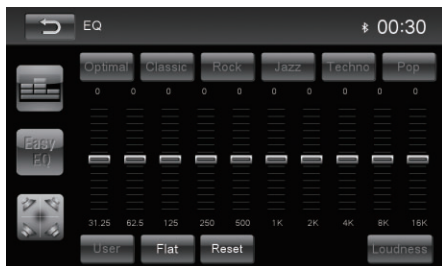 EQ 00:30
Optimal Classic Rock Jazz Techno Pop
0 0 0 0 0 0 0 0 0
Easy
EQ
31.25 62.5 125 250 500 1K 2K 4K 8K 16K
User Flat Reset Loudness